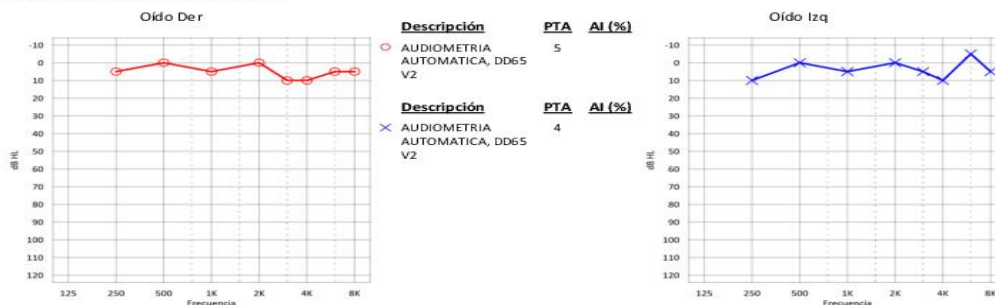 Oído Der
-10
0
10
20
30
40
50
60
70
80
90
100
110
120
dB HL
125 250 500 1K 2K 4K 8K
Frecuencia
Descripción PTA AI (%)
AUDIOMETRIA 5
AUTOMATICA, DD65
V2
Descripción PTA AI (%)
AUDIOMETRIA 4
AUTOMATICA, DD65
V2
Oído Izq
-10
0
10
20
30
40
50
60
70
80
90
100
110
120
dB HL
125 250 500 1K 2K 4K 8K
Frecuencia